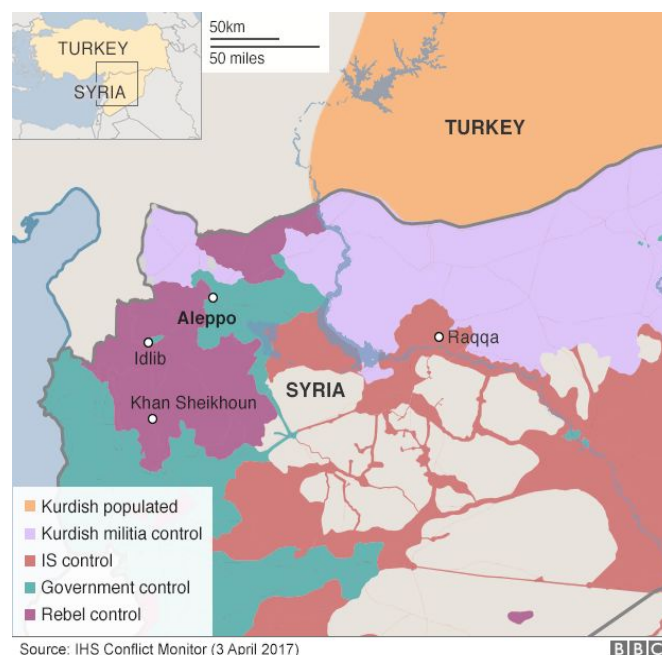 50km
50 miles
TURKEY
SYRIA
TURKEY
Aleppo
Idlib
Raqqa
SYRIA
Khan Sheikhoun
Kurdish populated
Kurdish militia control
IS control
Government control
Rebel control
Source: IHS Conflict Monitor (3 April 2017)
BBC